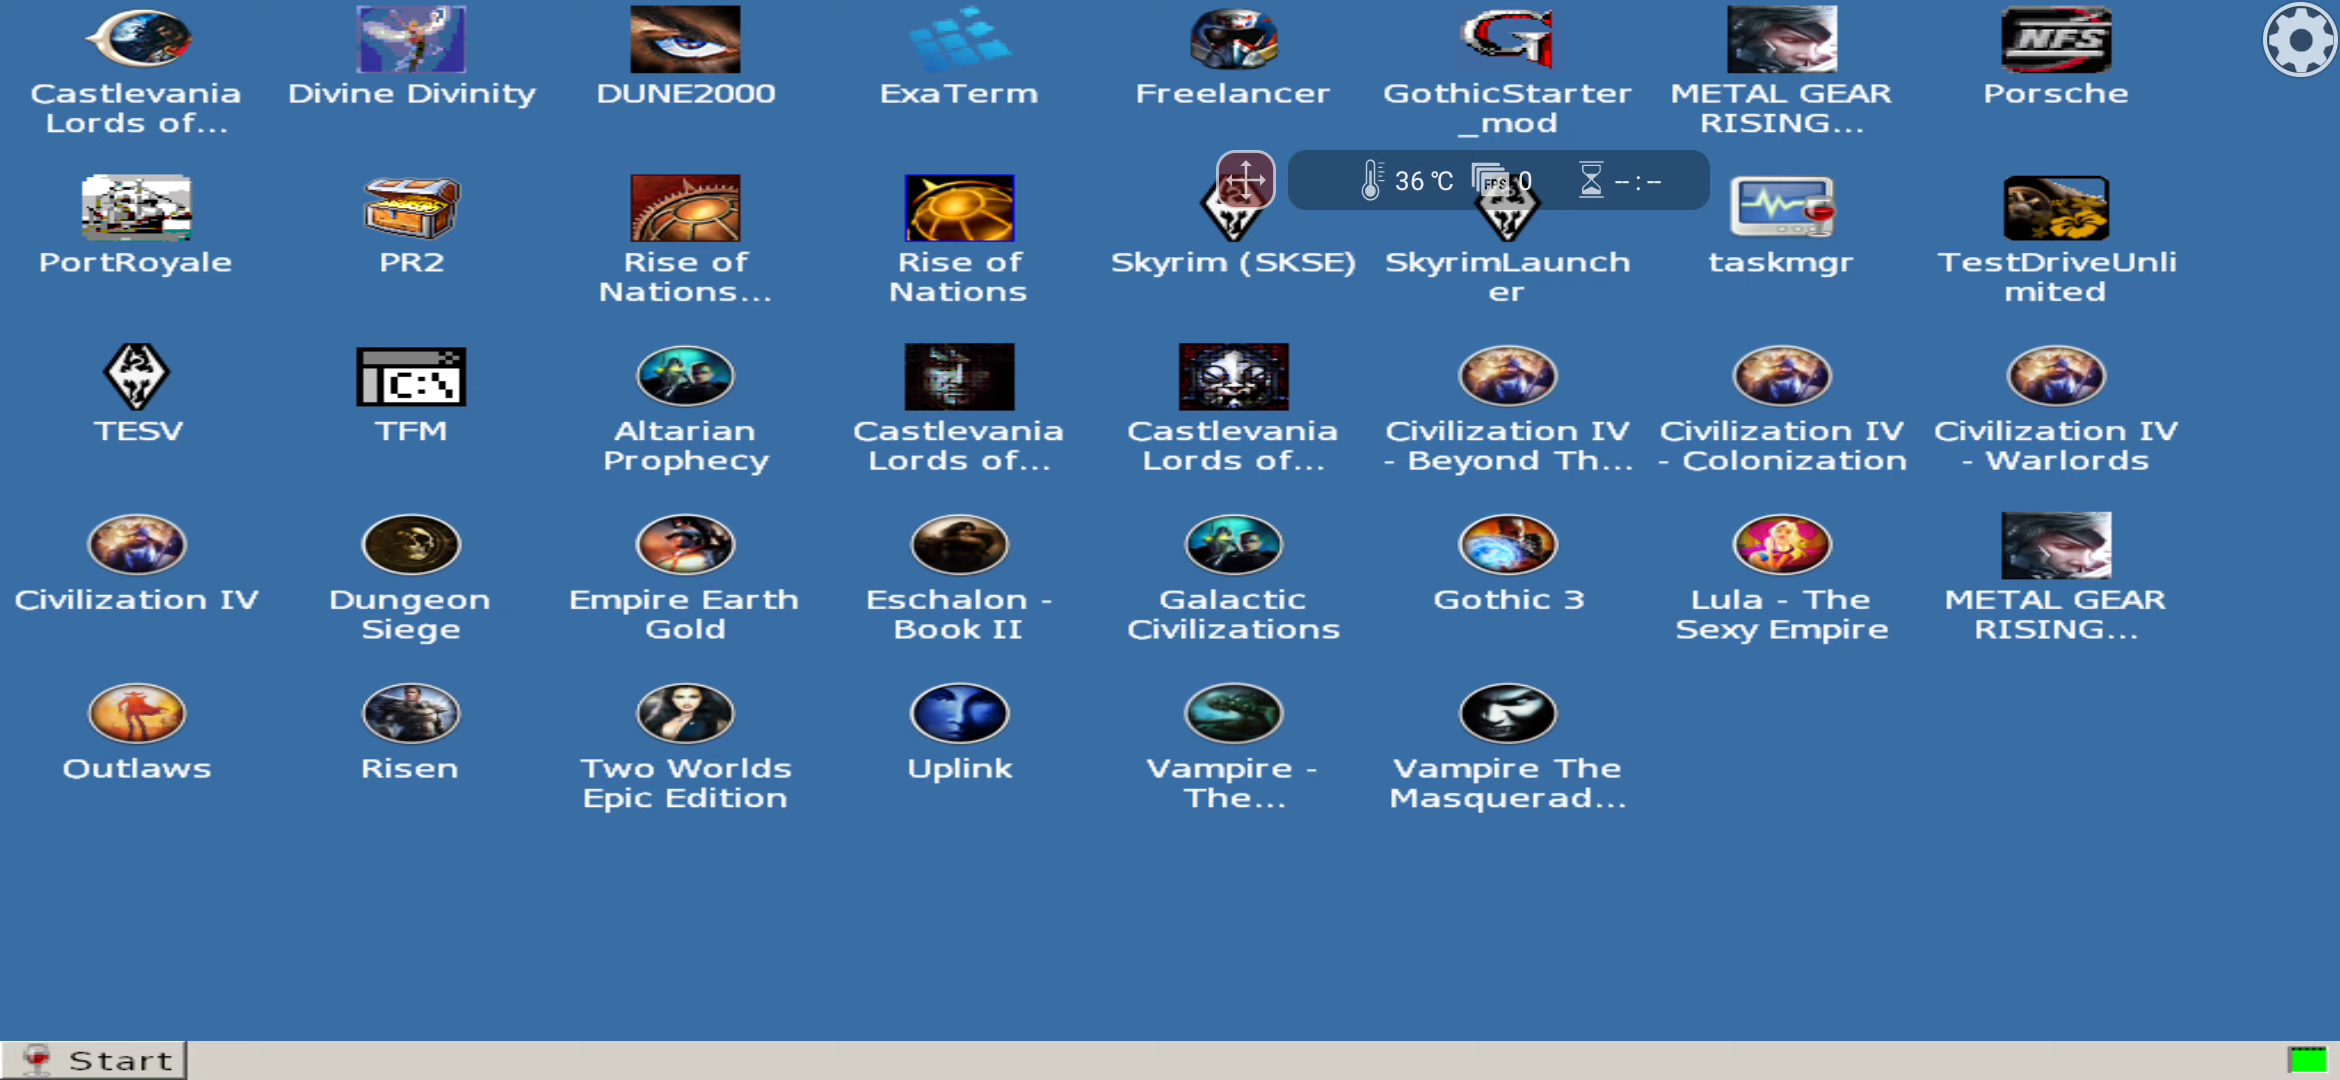 Castlevania
Lords of...
Divine Divinity
DUNE2000
ExaTerm
Freelancer
GothicStarter
_mod
METAL GEAR
RISING...
NFS
Porsche
36 ℃
FPS 0
--:--
PortRoyale
PR2
Rise of
Nations...
Rise of
Nations
Skyrim (SKSE)
SkyrimLaunch
er
taskmgr
TestDriveUnli
mited
TESV
C:\
TFM
Altarian
Prophecy
Castlevania
Lords of...
Castlevania
Lords of...
Civilization IV
- Beyond Th...
Civilization IV
- Colonization
Civilization IV
- Warlords
Civilization IV
Dungeon
Siege
Empire Earth
Gold
Eschalon -
Book II
Galactic
Civilizations
Gothic 3
Lula - The
Sexy Empire
METAL GEAR
RISING...
Outlaws
Risen
Two Worlds
Epic Edition
Uplink
Vampire -
The...
Vampire The
Masquerad...
Start